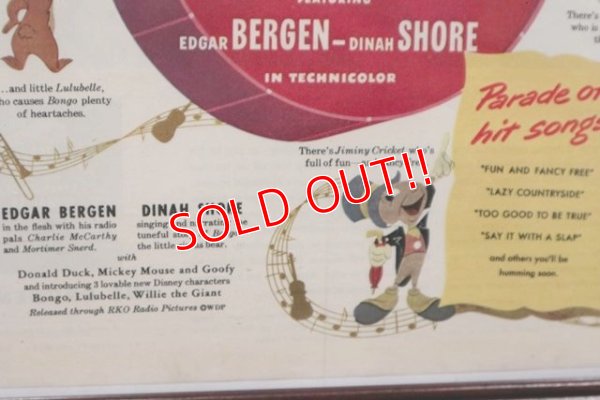 FEATURING
EDGAR BERGEN – DINAH SHORE
IN TECHNICOLOR
...and little Lulubelle,
who causes Bongo plenty
of heartaches.
There's
who is
Parade of
hit songs
"FUN AND FANCY FREE"
"LAZY COUNTRYSIDE"
"TOO GOOD TO BE TRUE"
"SAY IT WITH A SLAP"
and others you'll be
humming soon.
There's Jiminy Cricket who's
full of fun
SOLD OUT!!
EDGAR BERGEN
in the flesh with his radio
pals Charlie McCarthy
and Mortimer Snerd.
DINAH SHORE
singing and
tuneful
the little
with
Donald Duck, Mickey Mouse and Goofy
and introducing 3 lovable new Disney characters
Bongo, Lulubelle, Willie the Giant
Released through RKO Radio Pictures ©WDP